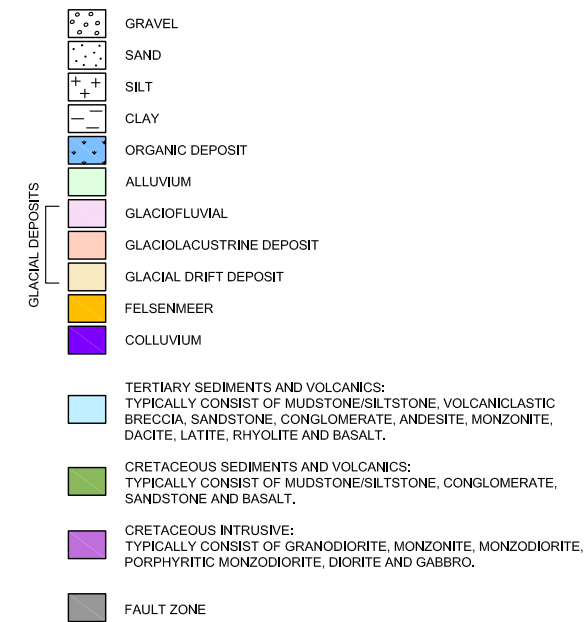 GRAVEL
SAND
SILT
CLAY
ORGANIC DEPOSIT
ALLUVIUM
GLACIAL DEPOSITS
GLACIOFLUVIAL
GLACIOLACUSTRINE DEPOSIT
GLACIAL DRIFT DEPOSIT
FELSENMEER
COLLUVIUM
TERTIARY SEDIMENTS AND VOLCANICS:
TYPICALLY CONSIST OF MUDSTONE/SILTSTONE, VOLCANICLASTIC
BRECCIA, SANDSTONE, CONGLOMERATE, ANDESITE, MONZONITE,
DACITE, LATITE, RHYOLITE AND BASALT.
CRETACEOUS SEDIMENTS AND VOLCANICS:
TYPICALLY CONSIST OF MUDSTONE/SILTSTONE, CONGLOMERATE,
SANDSTONE AND BASALT.
CRETACEOUS INTRUSIVE:
TYPICALLY CONSIST OF GRANODIORITE, MONZONITE, MONZODIORITE,
PORPHYRITIC MONZODIORITE, DIORITE AND GABBRO.
FAULT ZONE